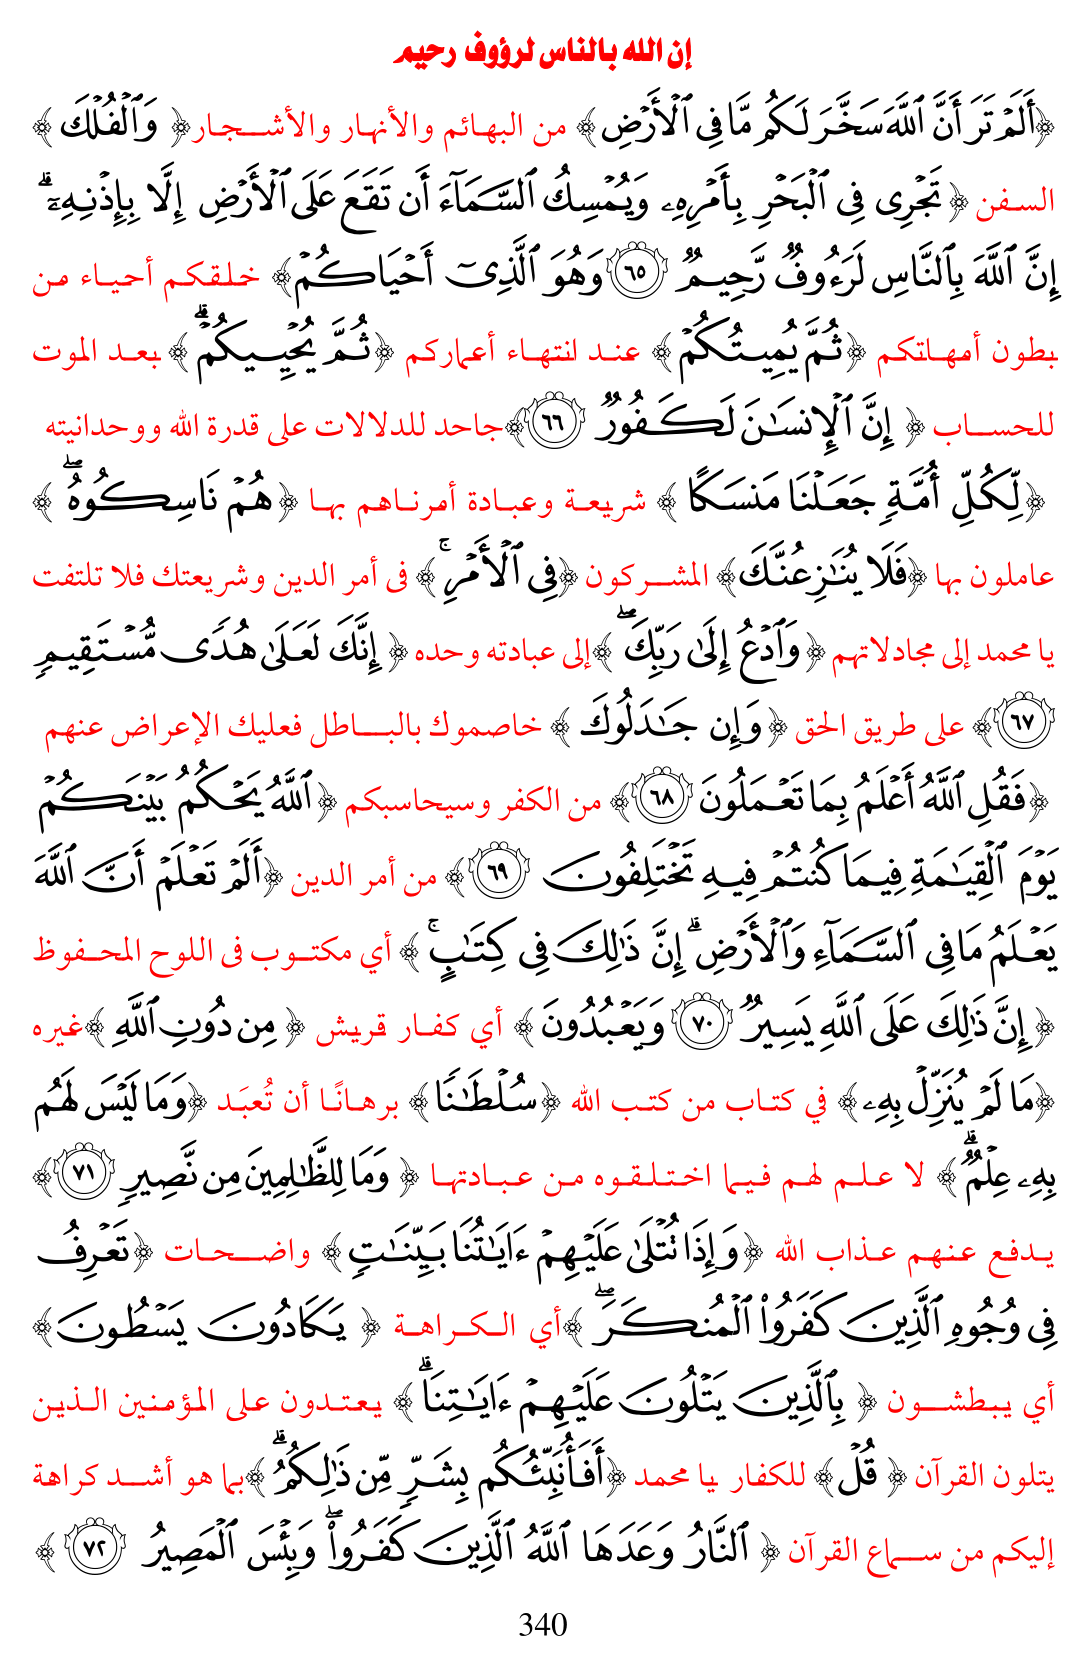 إن الله بالناس لرؤوف رحيم
﴿أَلَمْ تَرَ أَنَّ ٱللَّهَ سَخَّرَ لَكُم مَّا فِى ٱلْأَرْضِ﴾ من البهائم والأنهار والأشجار﴿ وَٱلْفُلْكَ ﴾
السفن ﴿ تَجْرِى فِى ٱلْبَحْرِ بِأَمْرِهِۦ وَيُمْسِكُ ٱلسَّمَآءَ أَن تَقَعَ عَلَى ٱلْأَرْضِ إِلَّا بِإِذْنِهِۦٓ ۗ
إِنَّ ٱللَّهَ بِٱلنَّاسِ لَرَءُوفٌ رَّحِيمٌ ٦٥ وَهُوَ ٱلَّذِىٓ أَحْيَاكُمْ﴾ خلقكم أحياء من
بطون أمهاتكم ﴿ثُمَّ يُمِيتُكُمْ﴾ عند لنتهاء أعماركم ﴿ثُمَّ يُحْيِيكُمْ ۗ﴾ بعد الموت
للحساب ﴿ إِنَّ ٱلْإِنسَٰنَ لَكَفُورٌ ٦٦ ﴾جاحد للدلالات على قدرة الله ووحدانيته
﴿لِّكُلِّ أُمَّةٍ جَعَلْنَا مَنسَكًا ﴾ شريعة وعبادة أمرناهم بها ﴿هُمْ نَاسِكُوهُ ۖ ﴾
عاملون بها ﴿فَلَا يُنَٰزِعُنَّكَ﴾ المشركون ﴿فِى ٱلْأَمْرِ ۚ﴾ فى أمر الدين وشريعتك فلا تلتفت
يا محمد إلى مجادلاتهم ﴿ وَٱدْعُ إِلَىٰ رَبِّكَ ۖ ﴾إلى عبادته وحده ﴿ إِنَّكَ لَعَلَىٰ هُدًى مُّسْتَقِيمٍ
٦٧ ﴾ على طريق الحق ﴿ وَإِن جَٰدَلُوكَ ﴾ خاصموك بالباطل فعليك الإعراض عنهم
﴿فَقُلِ ٱللَّهُ أَعْلَمُ بِمَا تَعْمَلُونَ ٦٨ ﴾ من الكفر وسيحاسبكم ﴿ ٱللَّهُ يَحْكُمُ بَيْنَكُمْ
يَوْمَ ٱلْقِيَٰمَةِ فِيمَا كُنتُمْ فِيهِ تَخْتَلِفُونَ ٦٩ ﴾ من أمر الدين ﴿أَلَمْ تَعْلَمْ أَنَّ ٱللَّهَ
يَعْلَمُ مَا فِى ٱلسَّمَآءِ وَٱلْأَرْضِ ۗ إِنَّ ذَٰلِكَ فِى كِتَٰبٍ ۚ ﴾ أي مكتوب فى اللوح المحفوظ
﴿ إِنَّ ذَٰلِكَ عَلَى ٱللَّهِ يَسِيرٌ ٧٠ وَيَعْبُدُونَ ﴾ أي كفار قريش ﴿ مِن دُونِ ٱللَّهِ ﴾غيره
﴿مَا لَمْ يُنَزِّلْ بِهِۦ ﴾ في كتاب من كتب الله ﴿سُلْطَٰنًا﴾ برهانًا أن تُعبَد ﴿وَمَا لَيْسَ لَهُم
بِهِۦ عِلْمٌ ۗ ﴾ لا علم لهم فيما اختلقوه من عبادتها ﴿ وَمَا لِلظَّٰلِمِينَ مِن نَّصِيرٍ ٧١ ﴾
يدفع عنهم عذاب الله ﴿وَإِذَا تُتْلَىٰ عَلَيْهِمْ ءَايَٰتُنَا بَيِّنَٰتٍ﴾ واضحات ﴿تَعْرِفُ
فِى وُجُوهِ ٱلَّذِينَ كَفَرُوا۟ ٱلْمُنكَرَ ۖ ﴾أي الكراهة ﴿ يَكَادُونَ يَسْطُونَ﴾
أي يبطشون ﴿ بِٱلَّذِينَ يَتْلُونَ عَلَيْهِمْ ءَايَٰتِنَا ۗ﴾ يعتدون على المؤمنين الذين
يتلون القرآن ﴿ قُلْ﴾ للكفار يا محمد ﴿أَفَأُنَبِّئُكُم بِشَرٍّ مِّن ذَٰلِكُمُ ۗ ﴾بما هو أشد كراهة
إليكم من سماع القرآن ﴿ ٱلنَّارُ وَعَدَهَا ٱللَّهُ ٱلَّذِينَ كَفَرُوا۟ ۖ وَبِئْسَ ٱلْمَصِيرُ ٧٢ ﴾
340